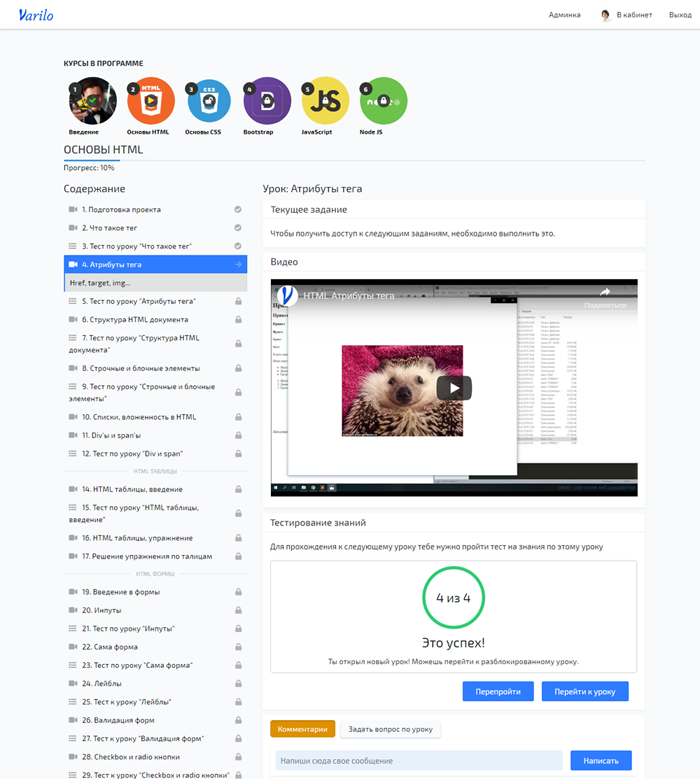 Varilo
Админка
В кабинет
Выход
КУРСЫ В ПРОГРАММЕ
1
2
3
4
5
6
HTML
CSS
JS
Введение
Основы HTML
Основы CSS
Bootstrap
JavaScript
Node JS
ОСНОВЫ HTML
Прогресс: 10%
Содержание
1. Подготовка проекта
2. Что такое тег
3. Тест по уроку "Что такое тег"
4. Атрибуты тега
Href, target, img...
5. Тест по уроку "Атрибуты тега"
6. Структура HTML документа
7. Тест по уроку "Структура HTML
документа"
8. Строчные и блочные элементы
9. Тест по уроку "Строчные и блочные
элементы"
10. Списки, вложенность в HTML
11. Div'ы и span'ы
12. Тест по уроку "Div и span"
HTML ТАБЛИЦЫ
14. HTML таблицы, введение
15. Тест по уроку "HTML таблицы,
введение"
16. HTML таблицы, упражнение
17. Решение упражнения по талицам
HTML ФОРМЫ
19. Введение в формы
20. Инпуты
21. Тест по уроку "Инпуты"
22. Сама форма
23. Тест по уроку "Сама форма"
24. Лейблы
25. Тест к уроку "Лейблы"
26. Валидация форм
27. Тест к уроку "Валидация форм"
28. Checkbox и radio кнопки
29. Тест к уроку "Checkbox и radio кнопки"
Урок: Атрибуты тега
Текущее задание
Чтобы получить доступ к следующим заданиям, необходимо выполнить это.
Видео
HTML Атрибуты тега
Поделиться
Тестирование знаний
Для прохождения к следующему уроку тебе нужно пройти тест на знания по этому уроку
4 из 4
Это успех!
Ты открыл новый урок! Можешь перейти к разблокированному уроку.
Перепройти
Перейти к уроку
Комментарии
Задать вопрос по уроку
Напиши сюда свое сообщение
Написать